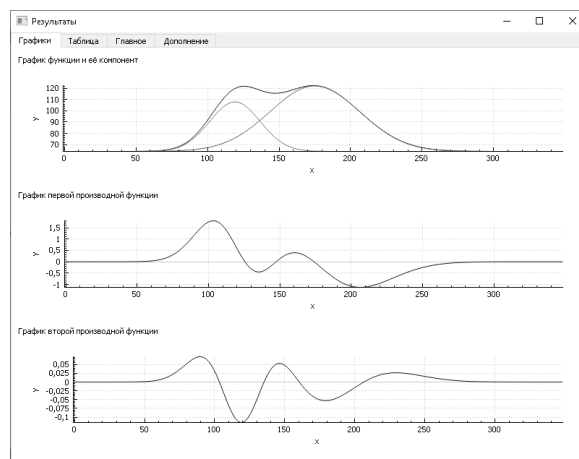 Результаты
Графики Таблица Главное Дополнение
График функции и её компонент
120
110
100
90
80
70
y
0 50 100 150 200 250 300
x
График первой производной функции
1,5
1
0,5
0
-0,5
-1
y
0 50 100 150 200 250 300
x
График второй производной функции
0,05
0,025
0
-0,025
-0,05
-0,075
-0,1
y
0 50 100 150 200 250 300
x